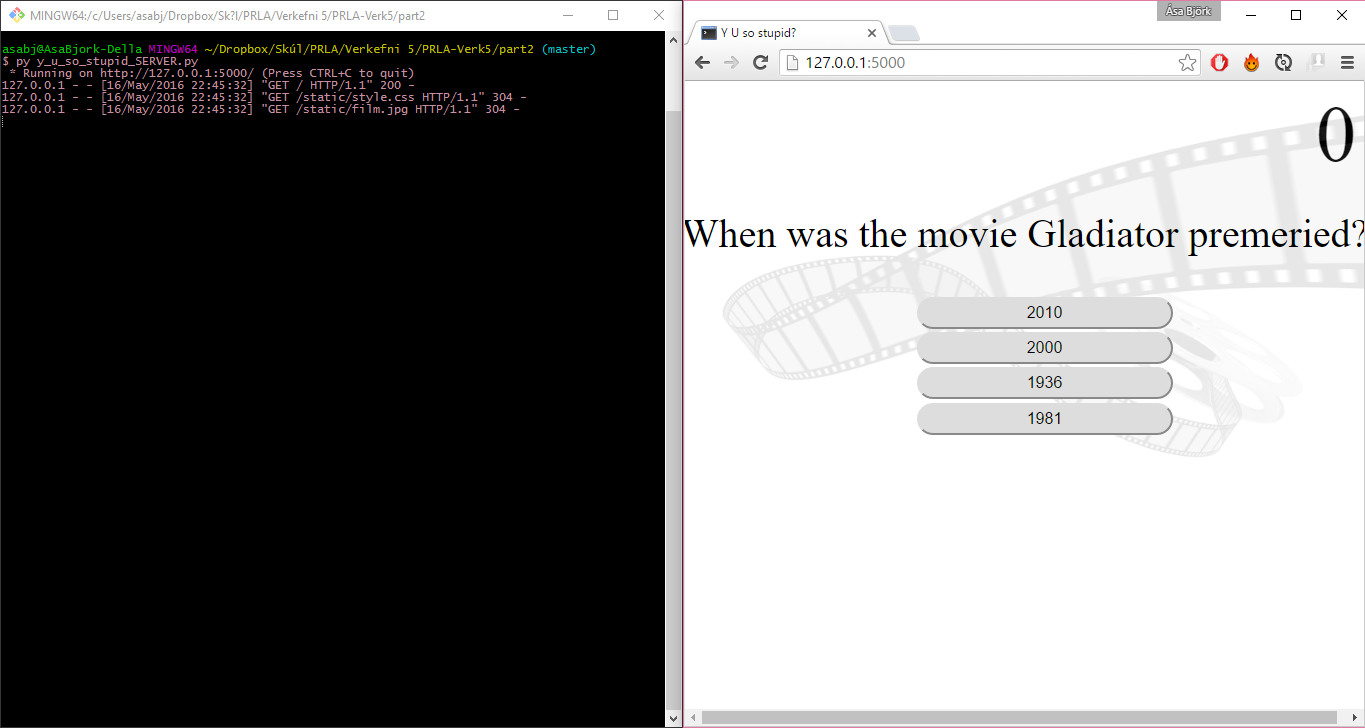 MINGW64:/c/Users/asabj/Dropbox/Sk?l/PRLA/Verkefni 5/PRLA-Verk5/part2
asabj@AsaBjork-Della MINGW64 ~/Dropbox/Skúl/PRLA/Verkefni 5/PRLA-Verk5/part2 (master)
$ py y_u_so_stupid_SERVER.py
 * Running on http://127.0.0.1:5000/ (Press CTRL+C to quit)
127.0.0.1 - - [16/May/2016 22:45:32] "GET / HTTP/1.1" 200 -
127.0.0.1 - - [16/May/2016 22:45:32] "GET /static/style.css HTTP/1.1" 304 -
127.0.0.1 - - [16/May/2016 22:45:32] "GET /static/film.jpg HTTP/1.1" 304 -
Ása Björk
Y U so stupid?
127.0.0.1:5000
0
When was the movie Gladiator premeried?
2010
2000
1936
1981